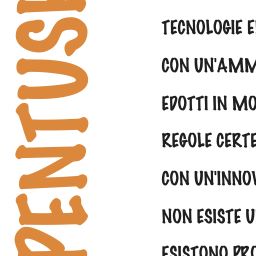 PENTUS
TECNOLOGIE E
CON UN'AMM
EDOTTI IN MO
REGOLE CERTE
CON UN'INNOV
NON ESISTE U
ESISTONO PRO